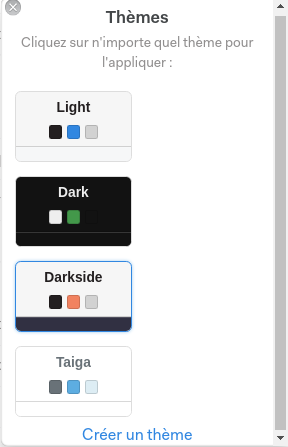 Thèmes
Cliquez sur n'importe quel thème pour
l'appliquer :
Light
Dark
Darkside
Taiga
Créer un thème